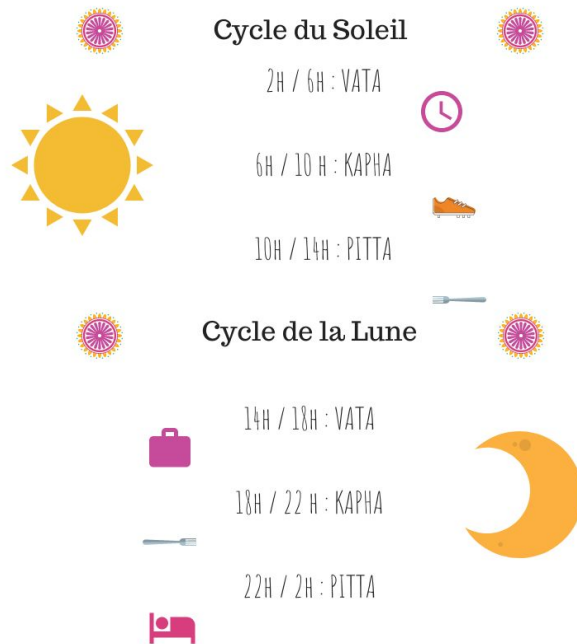 Cycle du Soleil
2H / 6H : VATA
6H / 10 H : KAPHA
10H / 14H : PITTA
Cycle de la Lune
14H / 18H : VATA
18H / 22 H : KAPHA
22H / 2H : PITTA